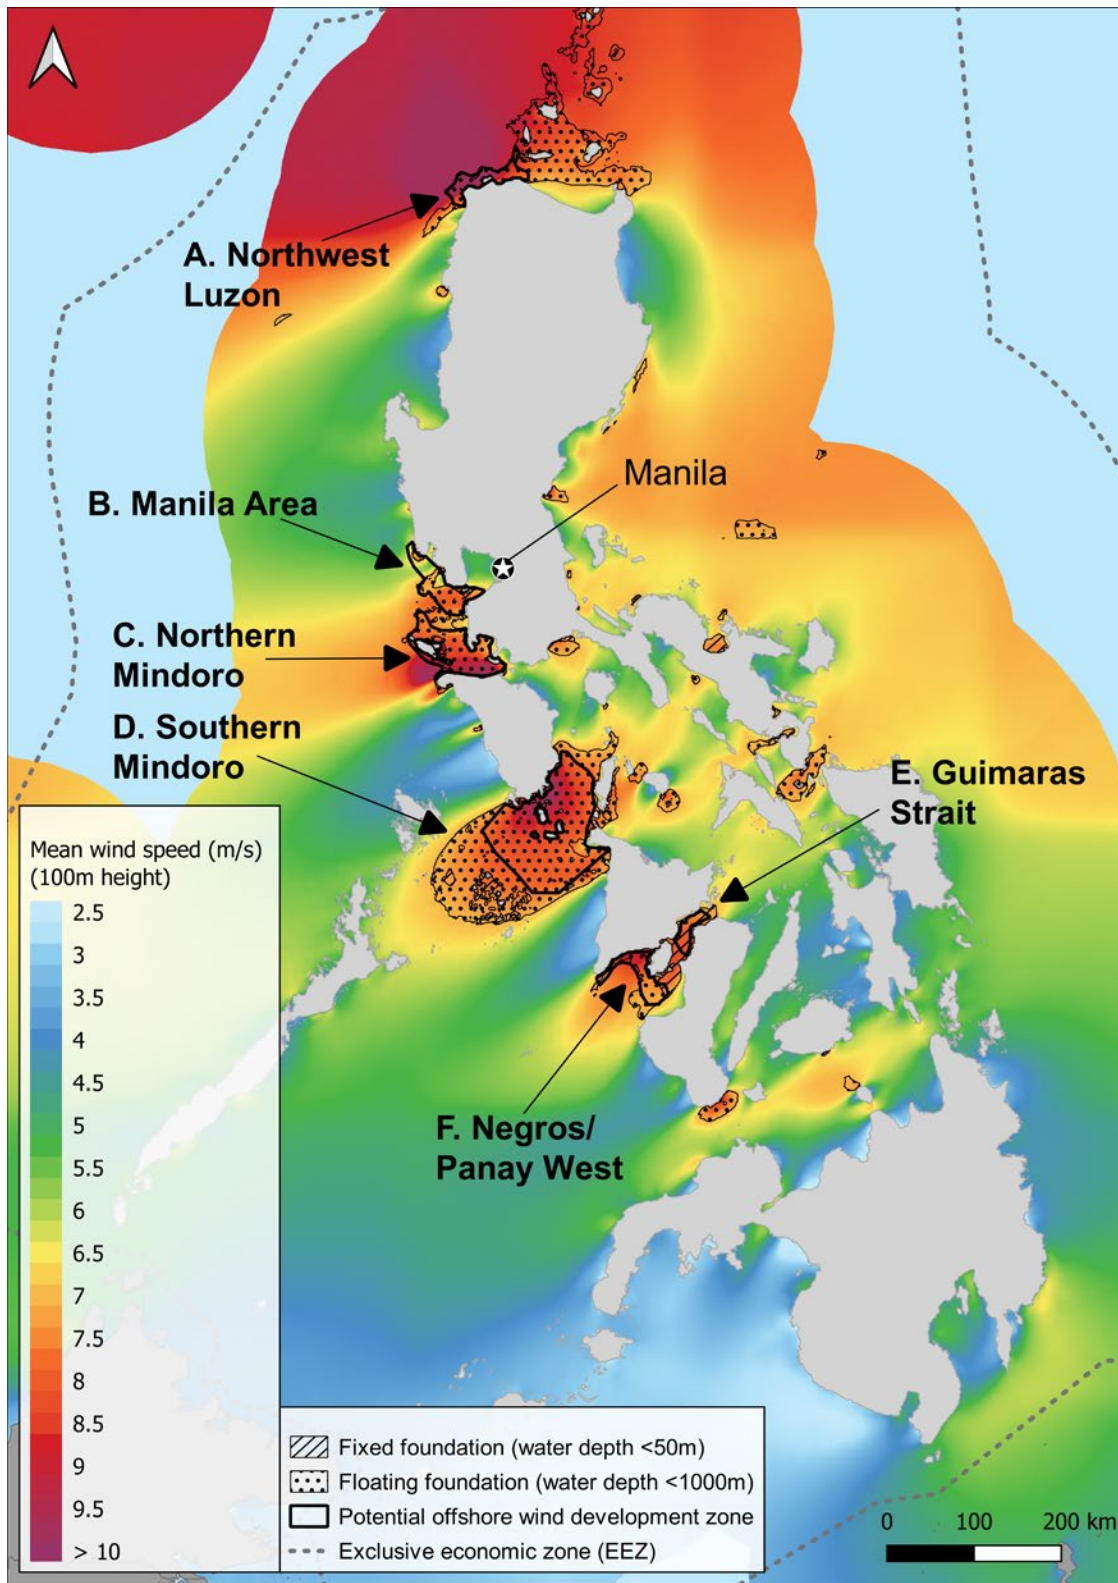 A. Northwest
Luzon
Manila
B. Manila Area
C. Northern
Mindoro
D. Southern
Mindoro
E. Guimaras
Strait
F. Negros/
Panay West
Mean wind speed (m/s)
(100m height)
2.5
3
3.5
4
4.5
5
5.5
6
6.5
7
7.5
8
8.5
9
9.5
> 10
Fixed foundation (water depth <50m)
Floating foundation (water depth <1000m)
Potential offshore wind development zone
Exclusive economic zone (EEZ)
0 100 200 km